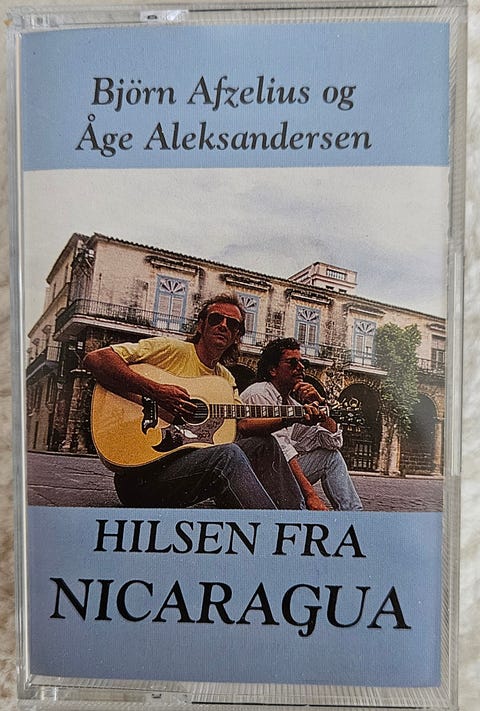 Björn Afzelius og
Åge Aleksandersen
HILSEN FRA
NICARAGUA